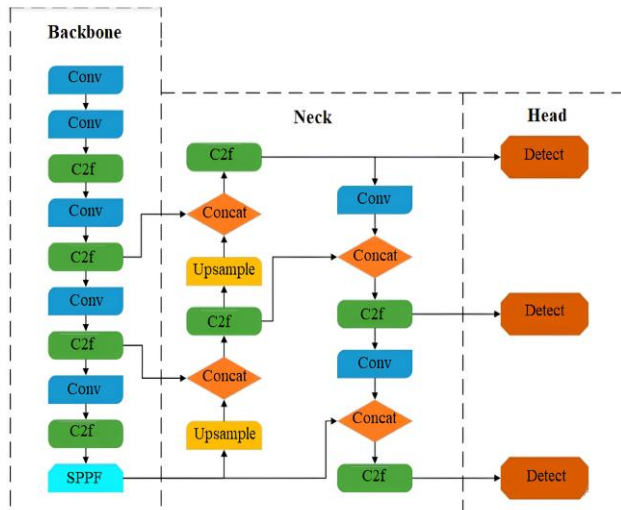 Backbone
Conv
Conv
C2f
Conv
C2f
Conv
C2f
Conv
C2f
SPPF
Neck
C2f
Concat
Upsample
C2f
Concat
Upsample
Conv
Concat
C2f
Conv
Concat
C2f
Head
Detect
Detect
Detect